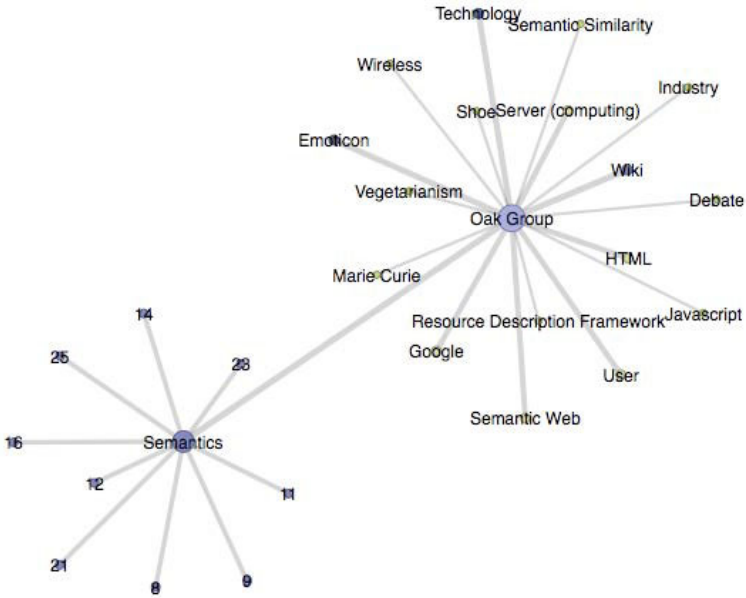 Technology
Semantic Similarity
Wireless
Industry
Shoe
Server (computing)
Emoticon
Wiki
Vegetarianism
Debate
Oak Group
HTML
Marie Curie
14
Resource Description Framework
Javascript
Google
25
23
User
Semantic Web
16
Semantics
12
11
21
8
9